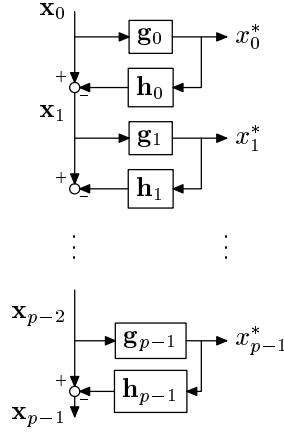 x₀
g₀ x₀*
+ h₀
−
x₁
g₁ x₁*
+ h₁
−
⋮ ⋮
xₚ₋₂
gₚ₋₁ x*ₚ₋₁
+ hₚ₋₁
−
xₚ₋₁